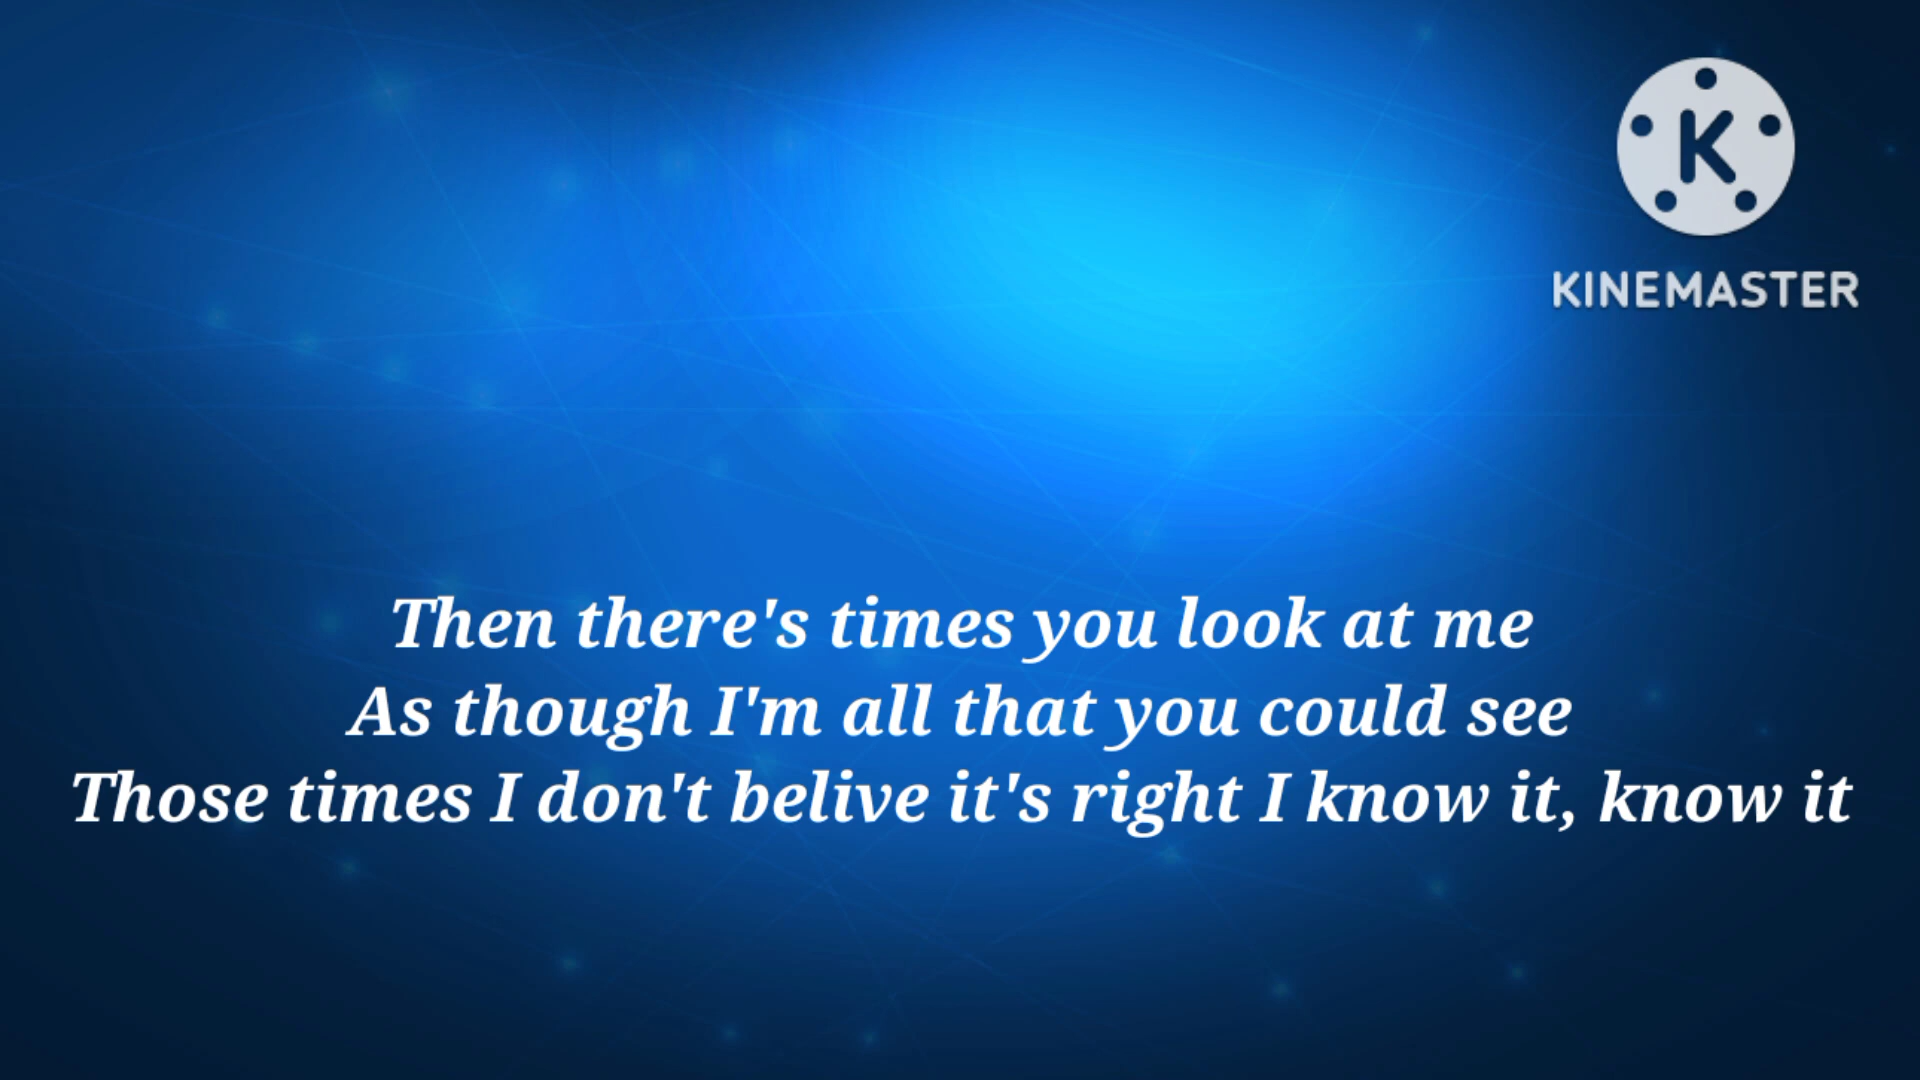 K
KINEMASTER
Then there's times you look at me
As though I'm all that you could see
Those times I don't belive it's right I know it, know it